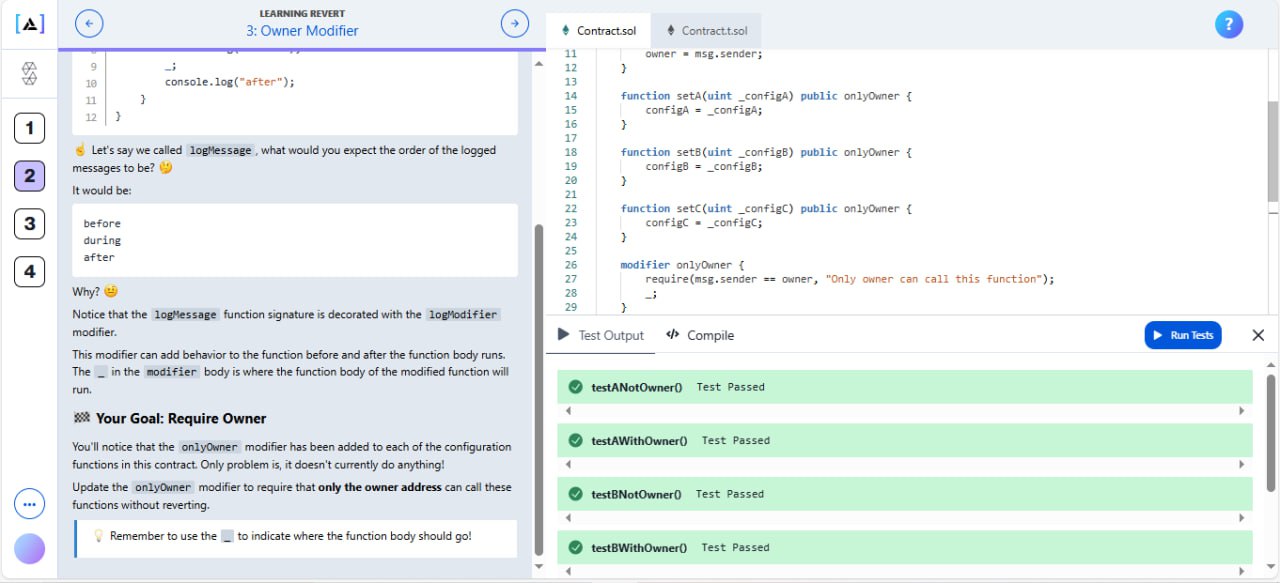 LEARNING REVERT
3: Owner Modifier
1
2
3
4
9 _;
10 console.log("after");
11 }
12 }
☝️ Let's say we called logMessage, what would you expect the order of the logged
messages to be? 🤔
It would be:
before
during
after
Why? 😐
Notice that the logMessage function signature is decorated with the logModifier
modifier.
This modifier can add behavior to the function before and after the function body runs.
The _ in the modifier body is where the function body of the modified function will
run.
🏁 Your Goal: Require Owner
You'll notice that the onlyOwner modifier has been added to each of the configuration
functions in this contract. Only problem is, it doesn't currently do anything!
Update the onlyOwner modifier to require that only the owner address can call these
functions without reverting.
💡 Remember to use the _ to indicate where the function body should go!
Contract.sol
Contract.t.sol
?
11 owner = msg.sender;
12 }
13
14 function setA(uint _configA) public onlyOwner {
15 configA = _configA;
16 }
17
18 function setB(uint _configB) public onlyOwner {
19 configB = _configB;
20 }
21
22 function setC(uint _configC) public onlyOwner {
23 configC = _configC;
24 }
25
26 modifier onlyOwner {
27 require(msg.sender == owner, "Only owner can call this function");
28 _;
29 }
Test Output
Compile
Run Tests
testANotOwner() Test Passed
testAWithOwner() Test Passed
testBNotOwner() Test Passed
testBWithOwner() Test Passed